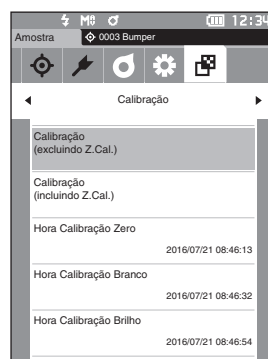 M 12:34
Amostra 0003 Bumper
Calibração
Calibração
(excluindo Z.Cal.)
Calibração
(incluindo Z.Cal.)
Hora Calibração Zero
2016/07/21 08:46:13
Hora Calibração Branco
2016/07/21 08:46:32
Hora Calibração Brilho
2016/07/21 08:46:54